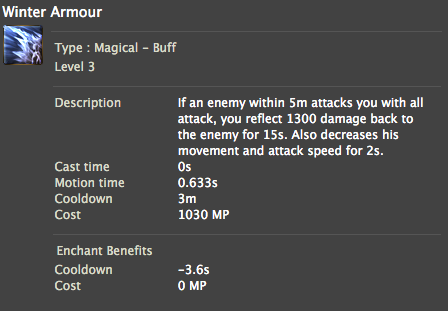 Winter Armour
Type : Magical - Buff
Level 3
Description If an enemy within 5m attacks you with all
attack, you reflect 1300 damage back to
the enemy for 15s. Also decreases his
movement and attack speed for 2s.
Cast time 0s
Motion time 0.633s
Cooldown 3m
Cost 1030 MP
Enchant Benefits
Cooldown -3.6s
Cost 0 MP